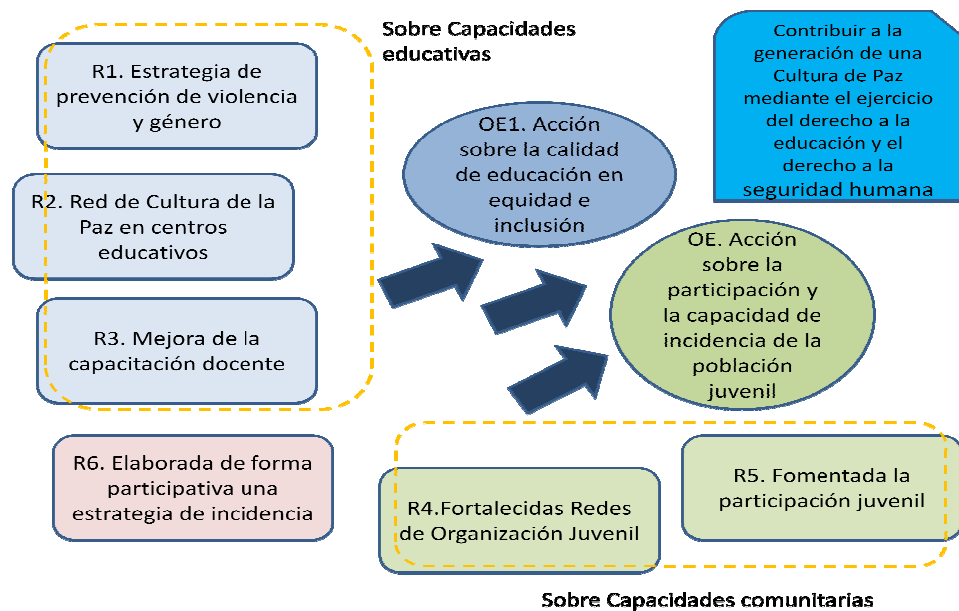 Sobre Capacidades
educativas
R1. Estrategia de
prevención de violencia
y género
R2. Red de Cultura de la
Paz en centros
educativos
R3. Mejora de la
capacitación docente
OE1. Acción
sobre la calidad
de educación en
equidad e
inclusión
Contribuir a la
generación de una
Cultura de Paz
mediante el ejercicio
del derecho a la
educación y el
derecho a la
seguridad humana
OE. Acción
sobre la
participación y
la capacidad de
incidencia de la
población
juvenil
R6. Elaborada de forma
participativa una
estrategia de incidencia
R4.Fortalecidas Redes
de Organización Juvenil
R5. Fomentada la
participación juvenil
Sobre Capacidades comunitarias